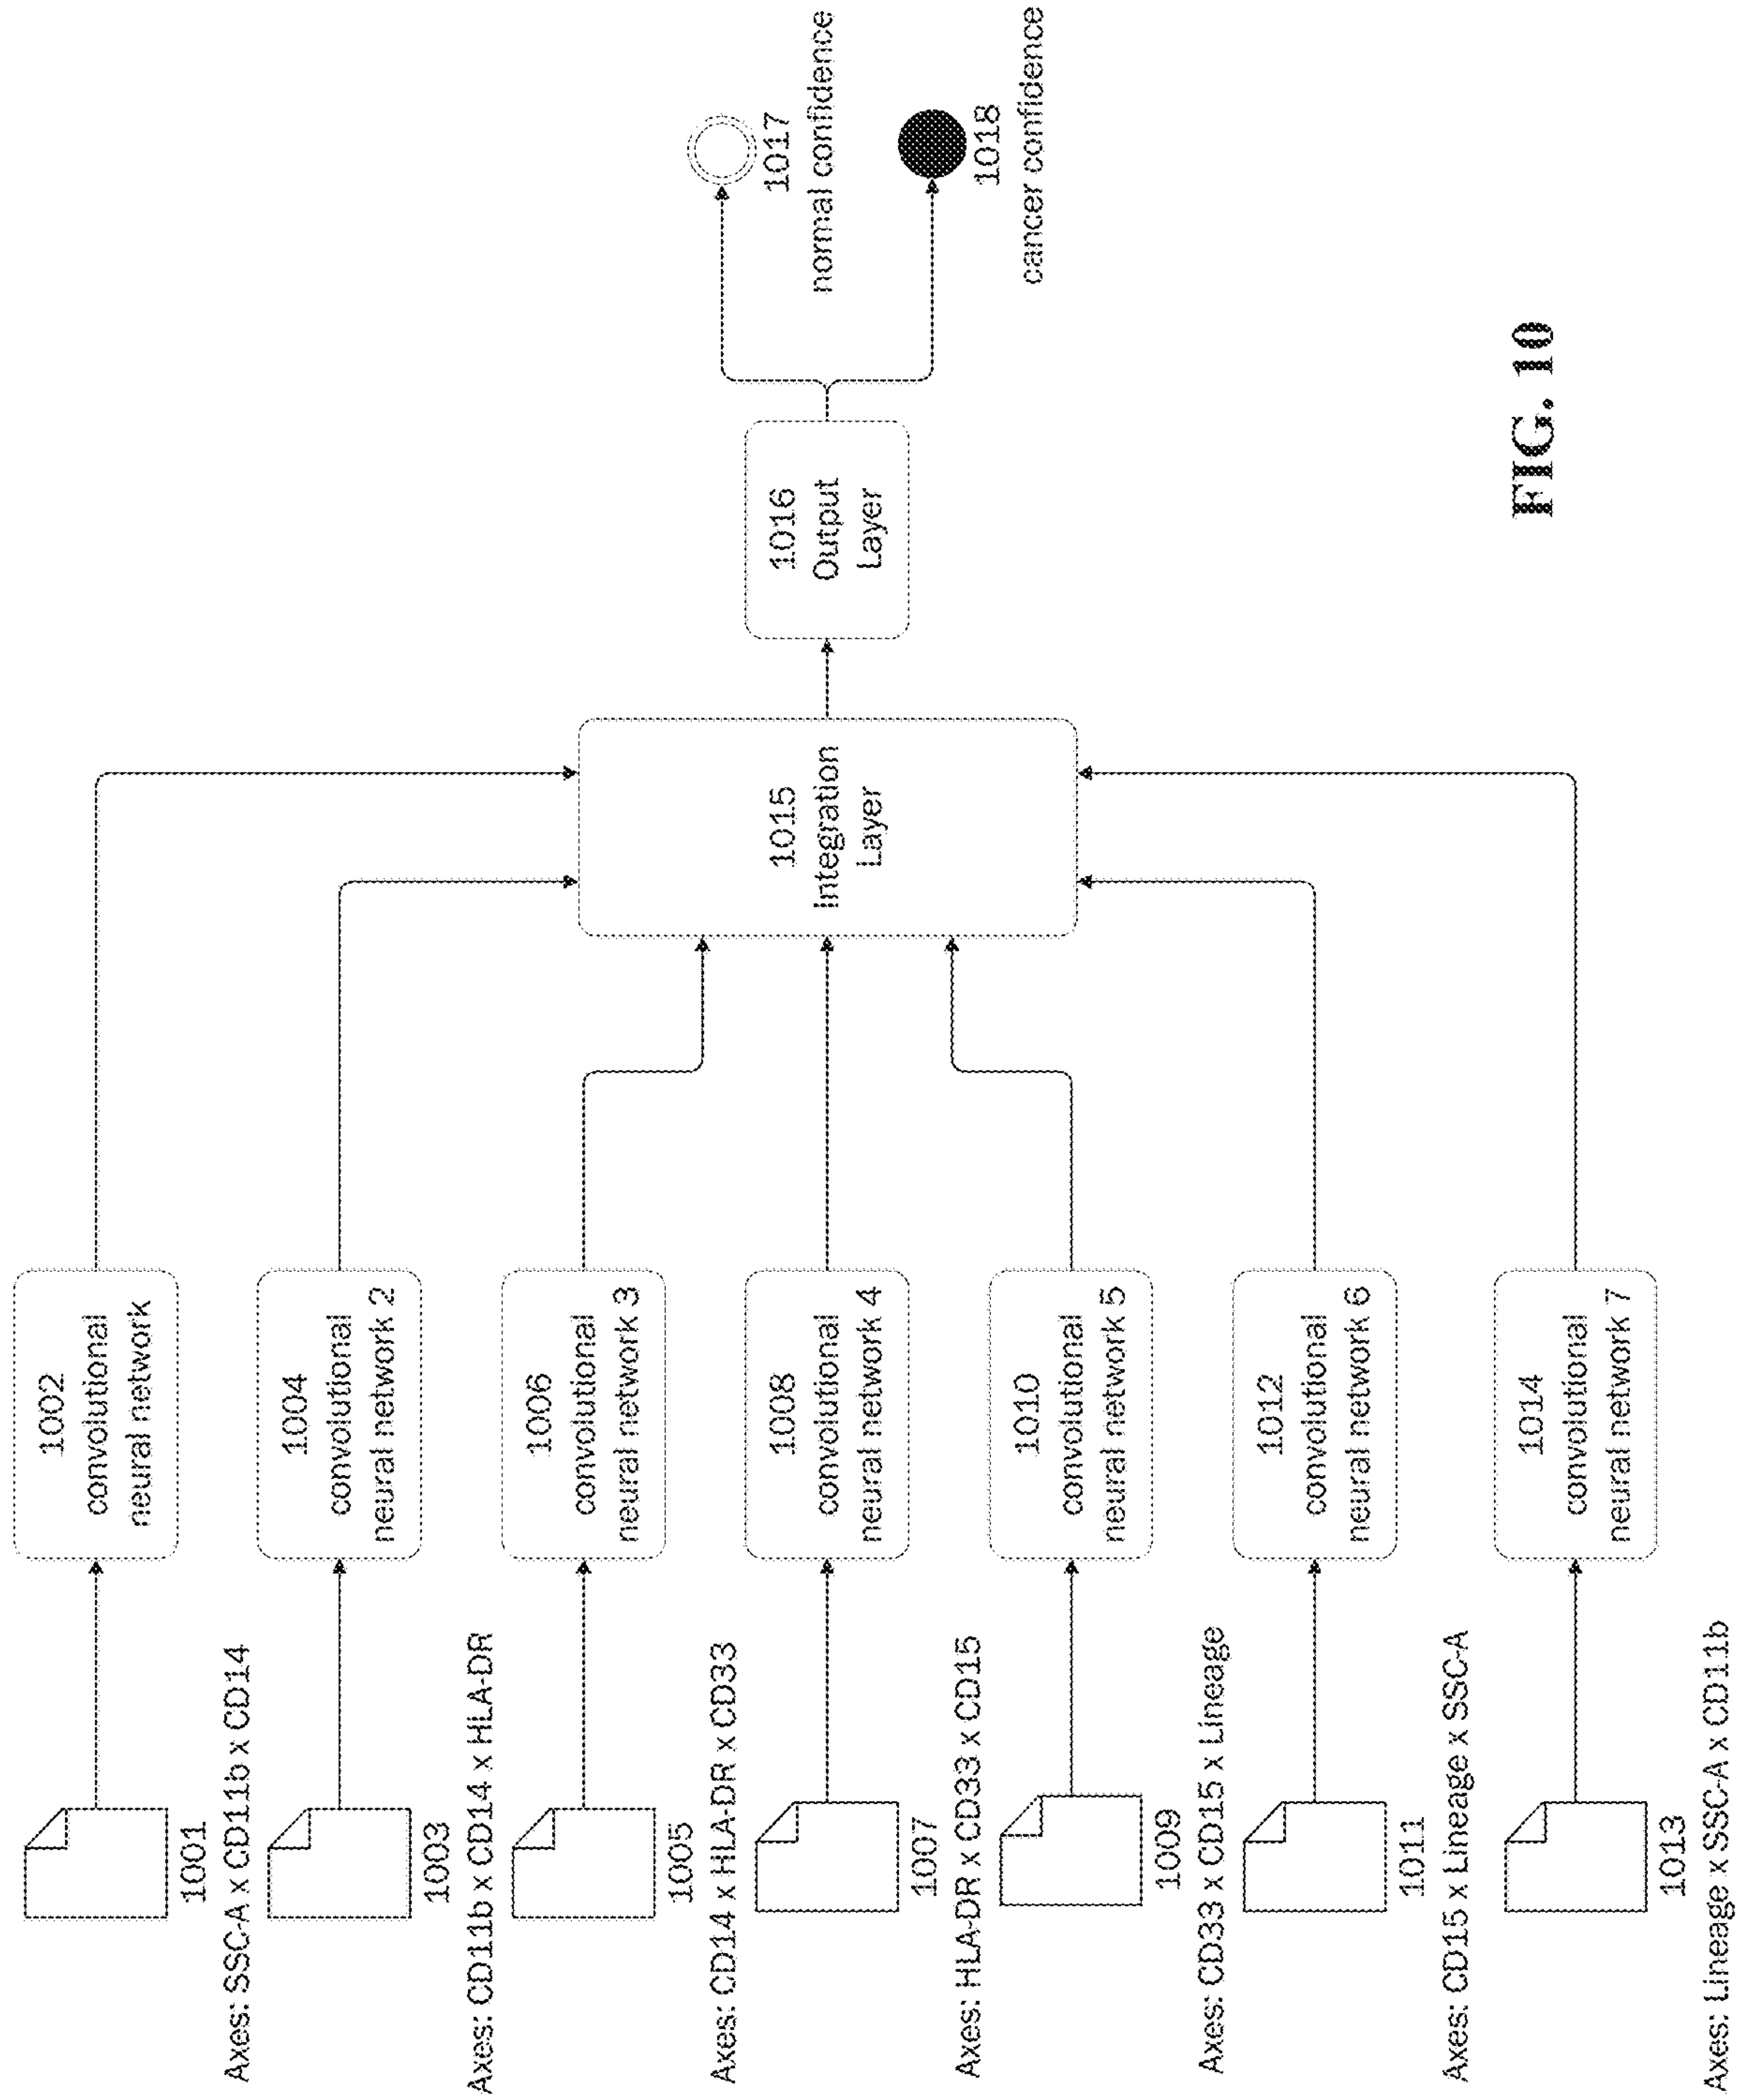 1001
Axes: SSC-A x CD11b x CD14
1002
convolutional
neural network
1003
Axes: CD11b x CD14 x HLA-DR
1004
convolutional
neural network 2
1005
Axes: CD14 x HLA-DR x CD33
1006
convolutional
neural network 3
1007
Axes: HLA-DR x CD33 x CD15
1008
convolutional
neural network 4
1009
Axes: CD33 x CD15 x Lineage
1010
convolutional
neural network 5
1011
Axes: CD15 x Lineage x SSC-A
1012
convolutional
neural network 6
1013
Axes: Lineage x SSC-A x CD11b
1014
convolutional
neural network 7
1015
Integration
Layer
1016
Output
Layer
1017
normal confidence
1018
cancer confidence
FIG. 10